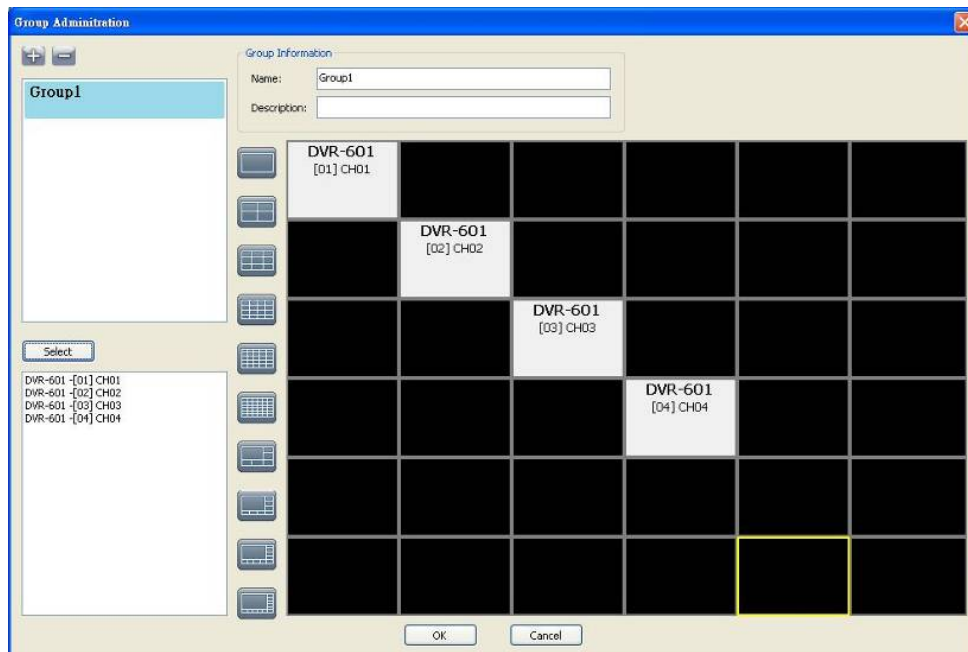 Group Adminitration
Group Information
Name:
Group1
Description:
Group1
Select
DVR-601 -[01] CH01
DVR-601 -[02] CH02
DVR-601 -[03] CH03
DVR-601 -[04] CH04
DVR-601
[01] CH01
DVR-601
[02] CH02
DVR-601
[03] CH03
DVR-601
[04] CH04
OK
Cancel